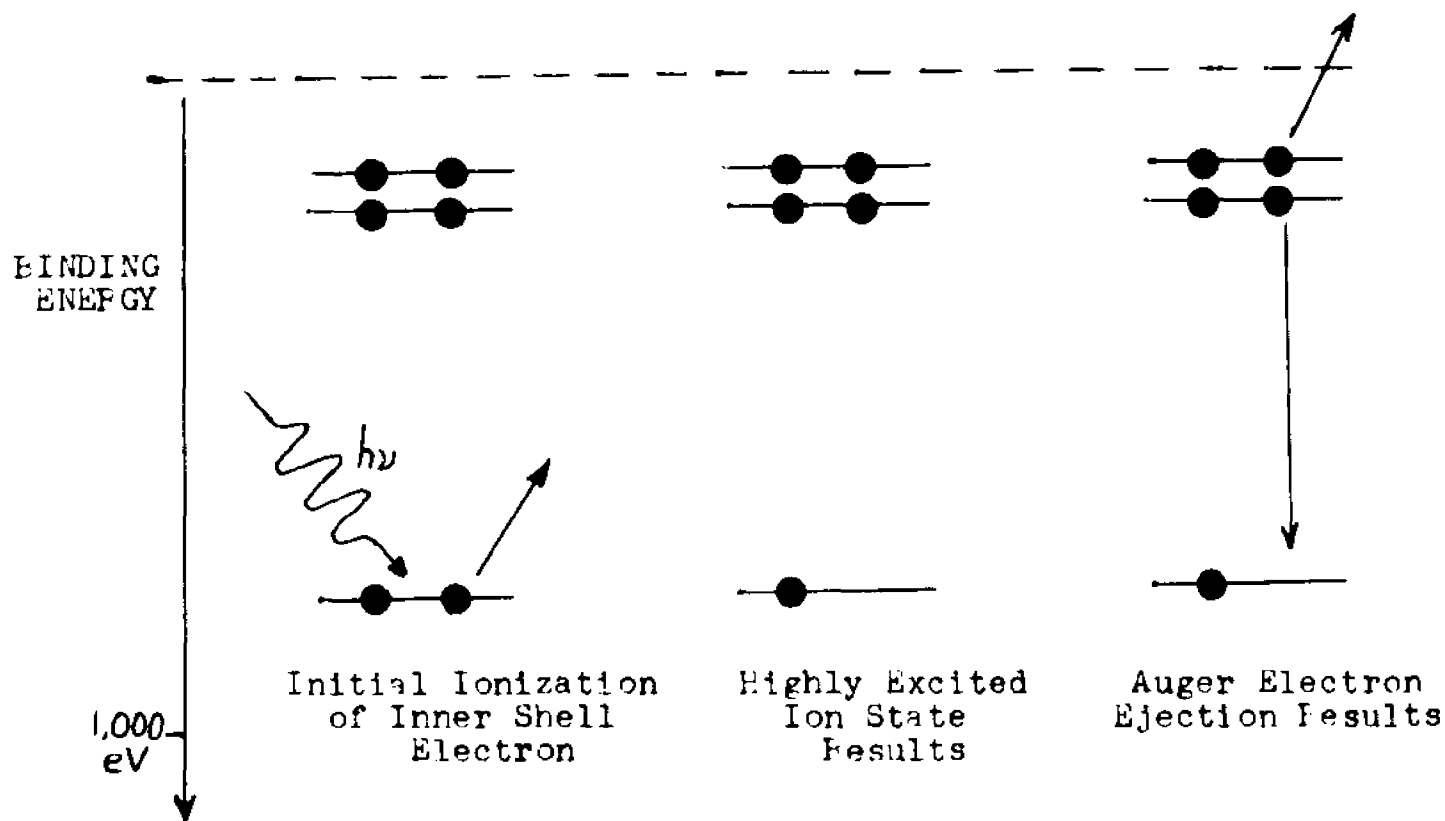 BINDING
ENERGY
hν
1,000
eV
Initial Ionization
of Inner Shell
Electron
Highly Excited
Ion State
Results
Auger Electron
Ejection Results